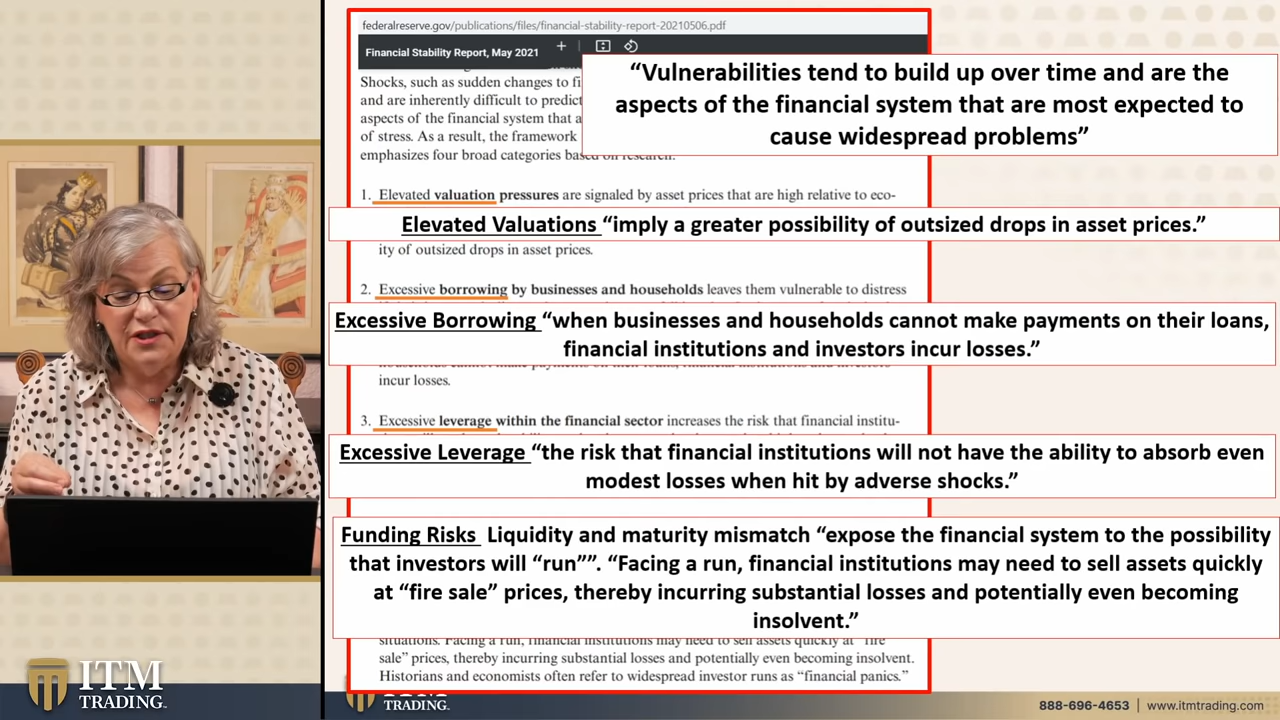 federalreserve.gov/publications/files/financial-stability-report-20210506.pdf
Financial Stability Report, May 2021
Shocks, such as sudden changes to fi
and are inherently difficult to predict
aspects of the financial system that a
of stress. As a result, the framework
emphasizes four broad categories based on research.
“Vulnerabilities tend to build up over time and are the
aspects of the financial system that are most expected to
cause widespread problems”
1. Elevated valuation pressures are signaled by asset prices that are high relative to eco-
Elevated Valuations “imply a greater possibility of outsized drops in asset prices.”
ity of outsized drops in asset prices.
2. Excessive borrowing by businesses and households leaves them vulnerable to distress
Excessive Borrowing “when businesses and households cannot make payments on their loans,
financial institutions and investors incur losses.”
households cannot make payments on their loans, financial institutions and investors
incur losses.
3. Excessive leverage within the financial sector increases the risk that financial institu-
Excessive Leverage “the risk that financial institutions will not have the ability to absorb even
modest losses when hit by adverse shocks.”
Funding Risks Liquidity and maturity mismatch “expose the financial system to the possibility
that investors will “run””. “Facing a run, financial institutions may need to sell assets quickly
at “fire sale” prices, thereby incurring substantial losses and potentially even becoming
insolvent.”
situations. Facing a run, financial institutions may need to sell assets quickly at “fire
sale” prices, thereby incurring substantial losses and potentially even becoming insolvent.
Historians and economists often refer to widespread investor runs as “financial panics.”
ITM
TRADING
TRADING
888-696-4653 | www.itmtrading.com